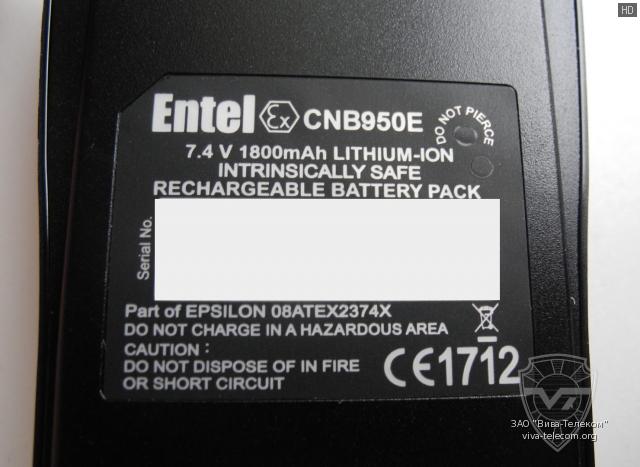 HD
Entel Ex CNB950E
DO NOT PIERCE
7.4 V 1800mAh LITHIUM-ION
INTRINSICALLY SAFE
RECHARGEABLE BATTERY PACK
Serial No.
Part of EPSILON 08ATEX2374X
DO NOT CHARGE IN A HAZARDOUS AREA
CAUTION :
DO NOT DISPOSE OF IN FIRE
OR SHORT CIRCUIT
CE1712
ЗАО "Вива-Телеком"
viva-telecom.org